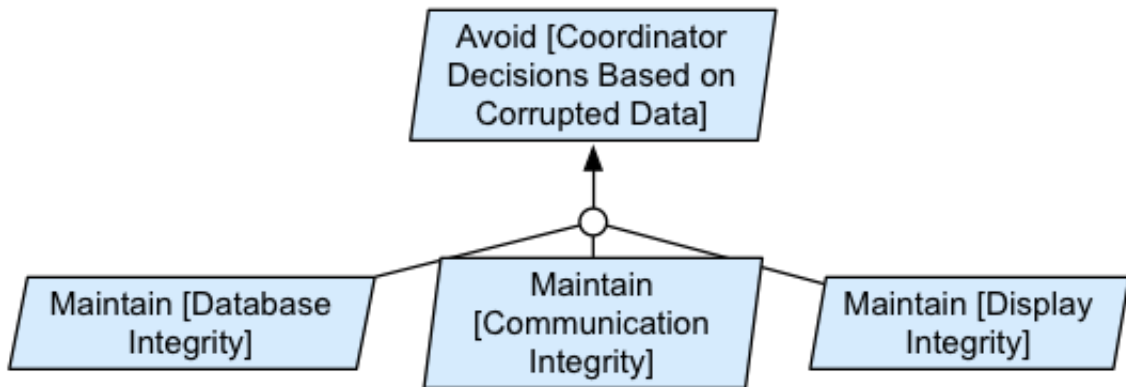 Avoid [Coordinator
Decisions Based on
Corrupted Data]
Maintain [Database
Integrity]
Maintain
[Communication
Integrity]
Maintain [Display
Integrity]